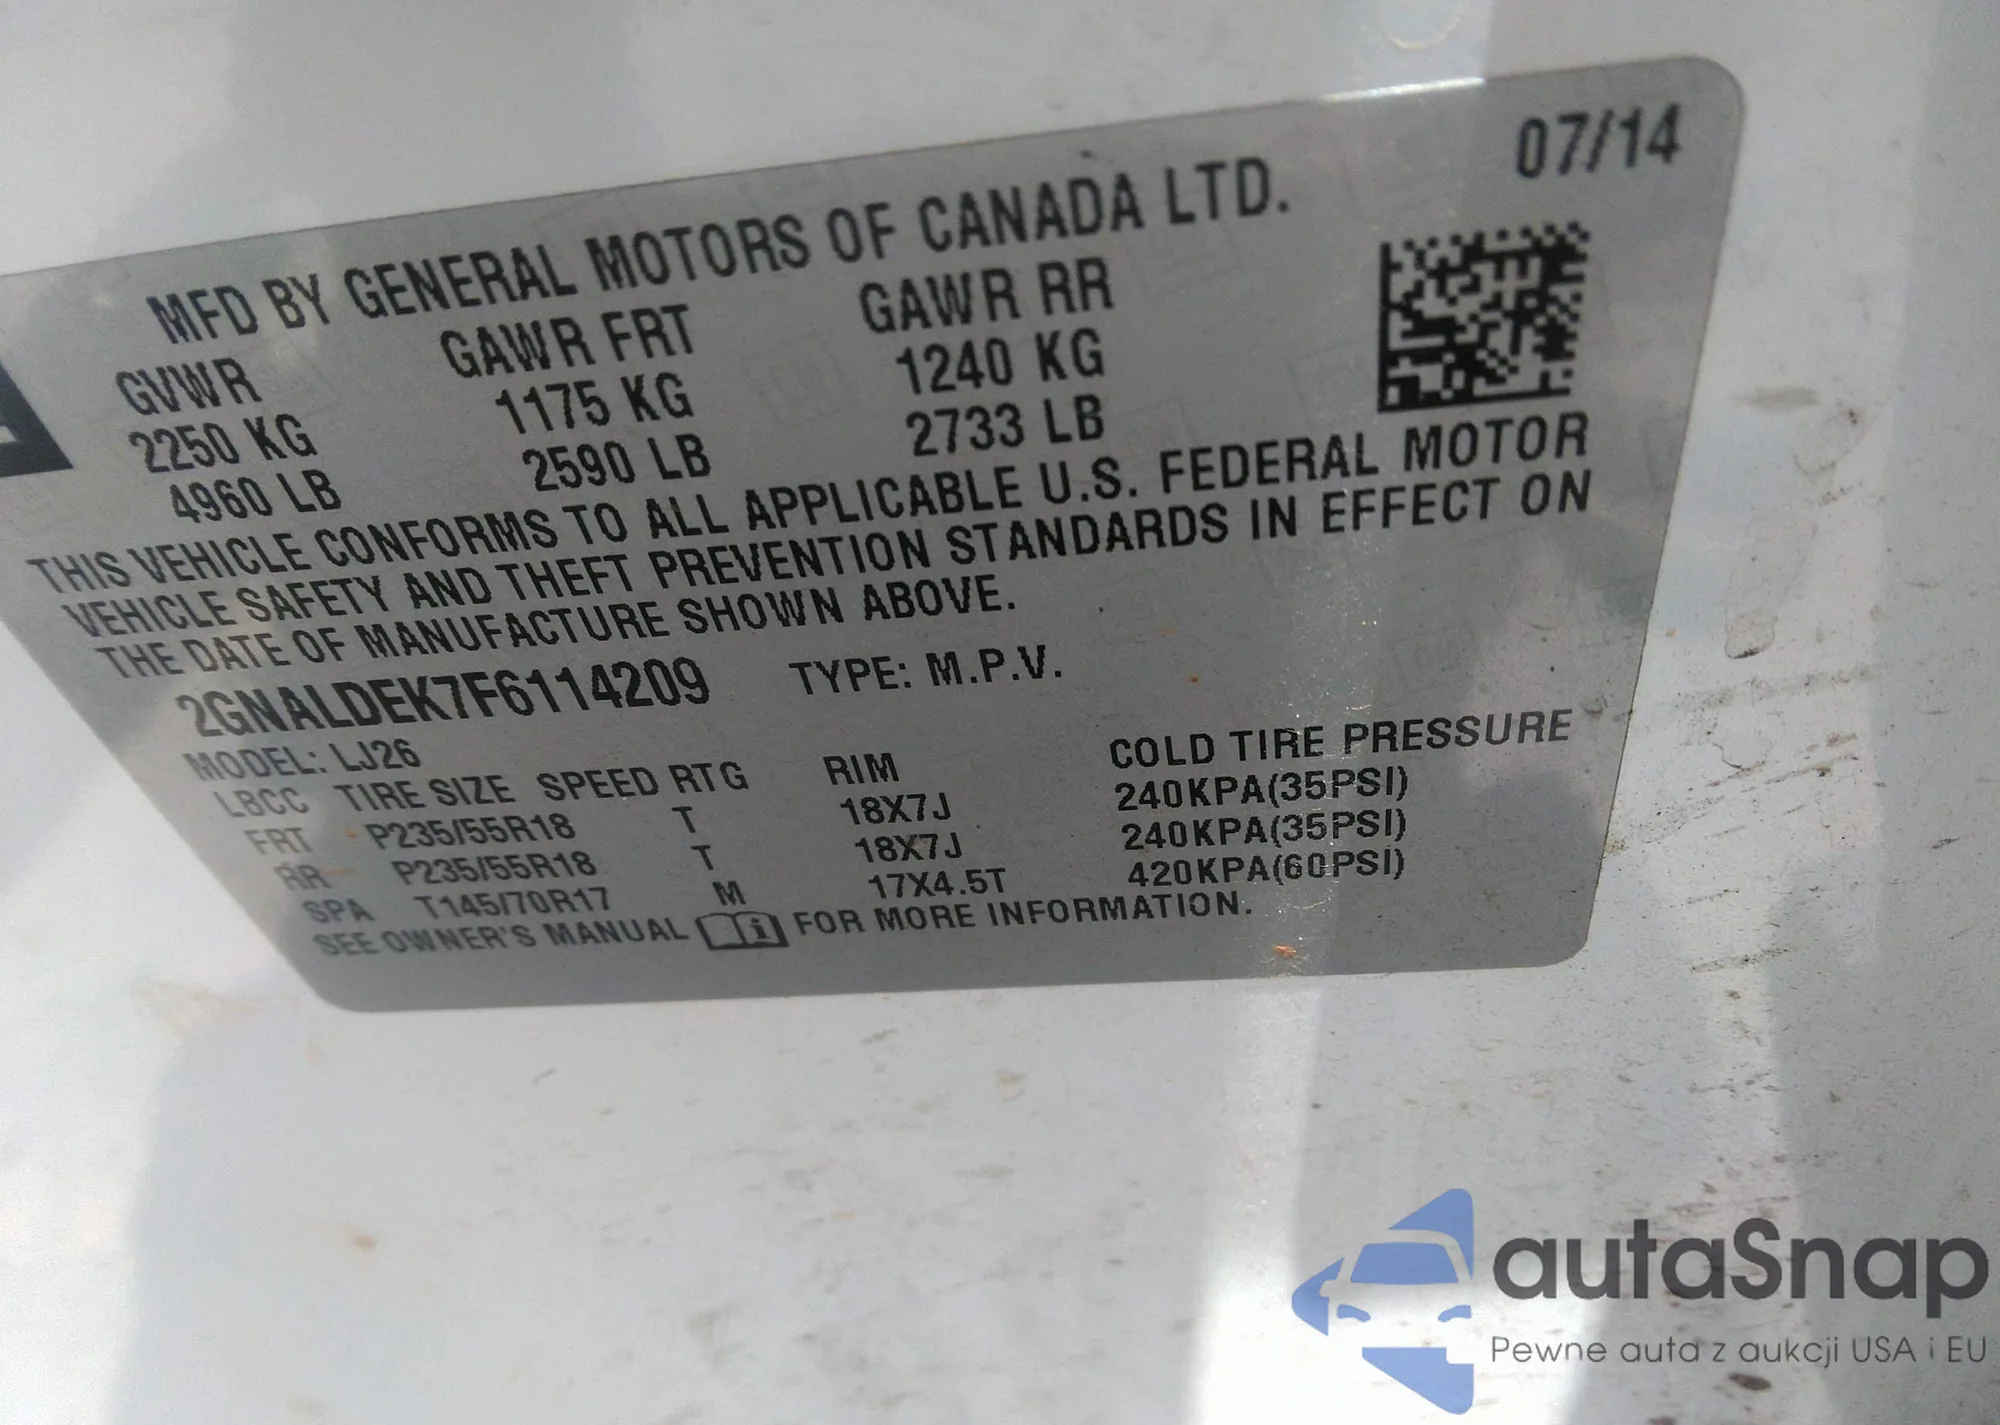 07/14
MFD BY GENERAL MOTORS OF CANADA LTD.
GVWR GAWR FRT GAWR RR
2250 KG 1175 KG 1240 KG
4960 LB 2590 LB 2733 LB
THIS VEHICLE CONFORMS TO ALL APPLICABLE U.S. FEDERAL MOTOR
VEHICLE SAFETY AND THEFT PREVENTION STANDARDS IN EFFECT ON
THE DATE OF MANUFACTURE SHOWN ABOVE.
2GNALDEK7F6114209 TYPE: M.P.V.
MODEL: LJ26
LBCC TIRE SIZE SPEED RTG RIM COLD TIRE PRESSURE
FRT P235/55R18 T 18X7J 240KPA(35PSI)
RR P235/55R18 T 18X7J 240KPA(35PSI)
SPA T145/70R17 M 17X4.5T 420KPA(60PSI)
SEE OWNER'S MANUAL i FOR MORE INFORMATION.
autaSnap
Pewne auta z aukcji USA i EU